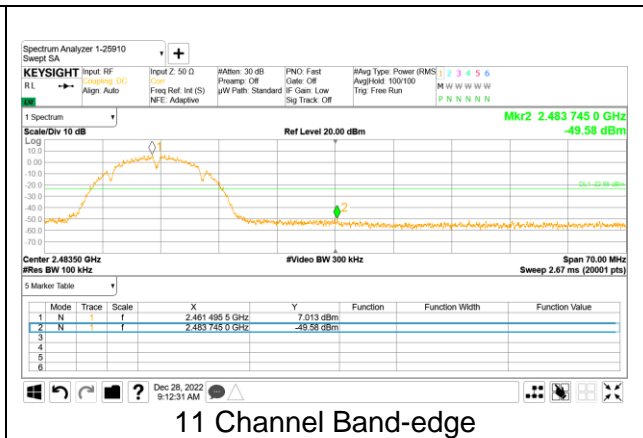 Spectrum Analyzer 1-25910
Swept SA
KEYSIGHT Input: RF Input Z: 50 Ω #Atten: 30 dB PNO: Fast #Avg Type: Power (RMS 1 2 3 4 5 6
RL Coupling: DC Corr Preamp: Off Gate: Off Avg|Hold: 100/100 M W W W W W
Align: Auto Freq Ref: Int (S) µW Path: Standard IF Gain: Low Trig: Free Run
NFE: Adaptive Sig Track: Off P N N N N N
1 Spectrum Mkr2 2.483 745 0 GHz
Scale/Div 10 dB Ref Level 20.00 dBm -49.58 dBm
Log
10.0
0.00
-10.0
-20.0
-30.0
-40.0
-50.0
-60.0
-70.0
1
2
Center 2.48350 GHz #Video BW 300 kHz Span 70.00 MHz
#Res BW 100 kHz Sweep 2.67 ms (20001 pts)
5 Marker Table
Mode Trace Scale X Y Function Function Width Function Value
1 N 1 f 2.461 495 5 GHz 7.013 dBm
2 N 1 f 2.483 745 0 GHz -49.58 dBm
3
4
5
6
? Dec 28, 2022
9:12:31 AM
11 Channel Band-edge